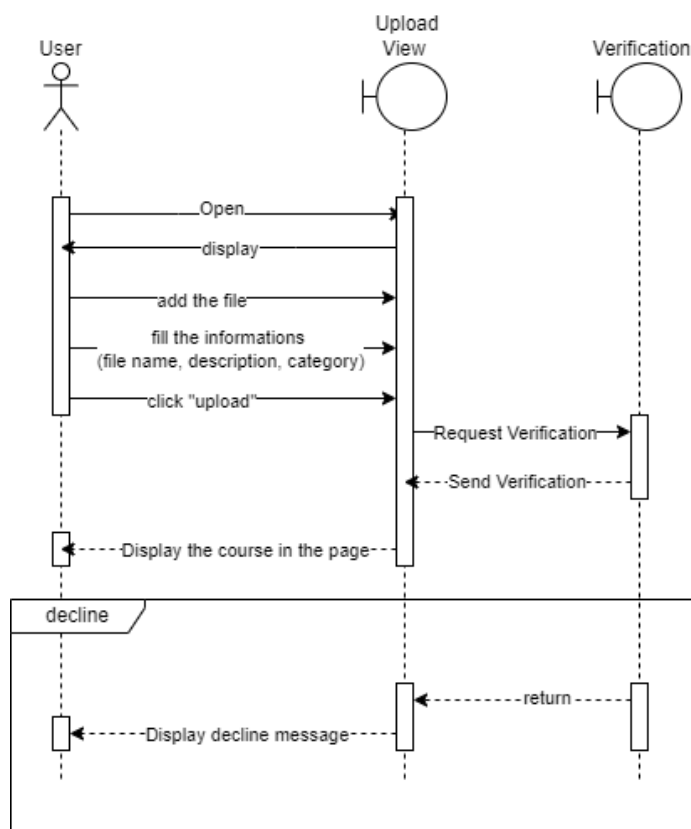 User
Upload
View
Verification
Open
display
add the file
fill the informations
(file name, description, category)
click "upload"
Request Verification
Send Verification
Display the course in the page
decline
return
Display decline message